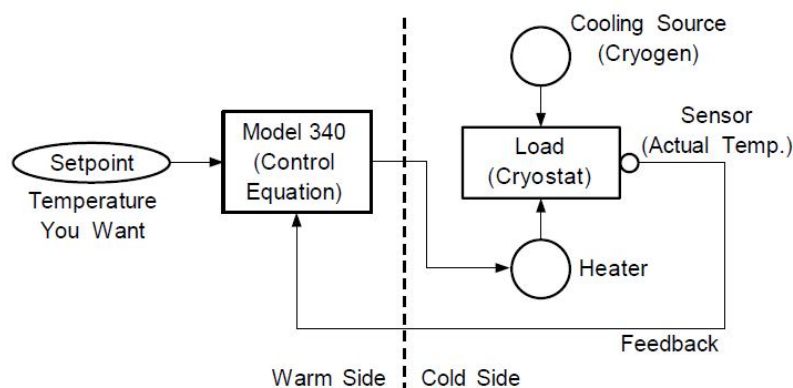 Cooling Source
(Cryogen)
Sensor
(Actual Temp.)
Model 340
(Control
Equation)
Load
(Cryostat)
Setpoint
Temperature
You Want
Heater
Feedback
Warm Side
Cold Side